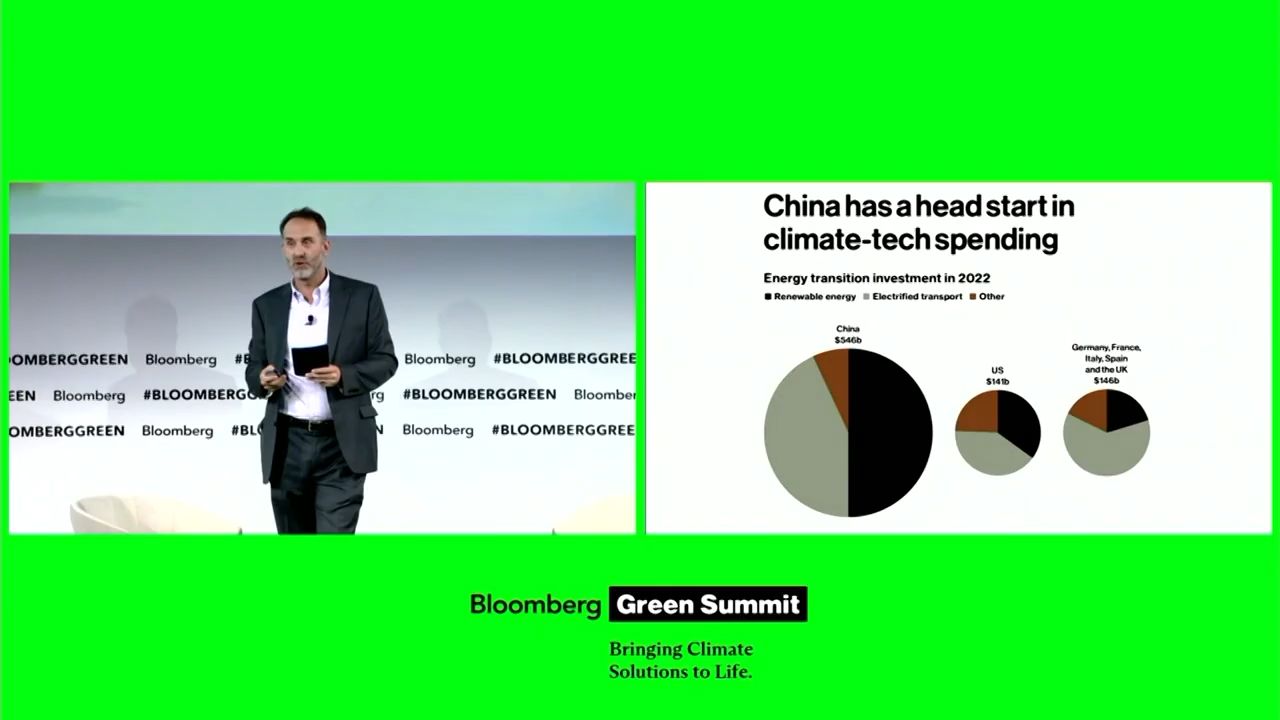 OMBERGGREEN Bloomberg #B Bloomberg #BLOOMBERGGREE
EEN Bloomberg #BLOOMBERGGR rg #BLOOMBERGGREEN Bloombe
OMBERGGREEN Bloomberg #BL N Bloomberg #BLOOMBERGGREE
China has a head start in
climate-tech spending
Energy transition investment in 2022
Renewable energy Electrified transport Other
China
$546b
US
$141b
Germany, France,
Italy, Spain
and the UK
$146b
Bloomberg Green Summit
Bringing Climate
Solutions to Life.